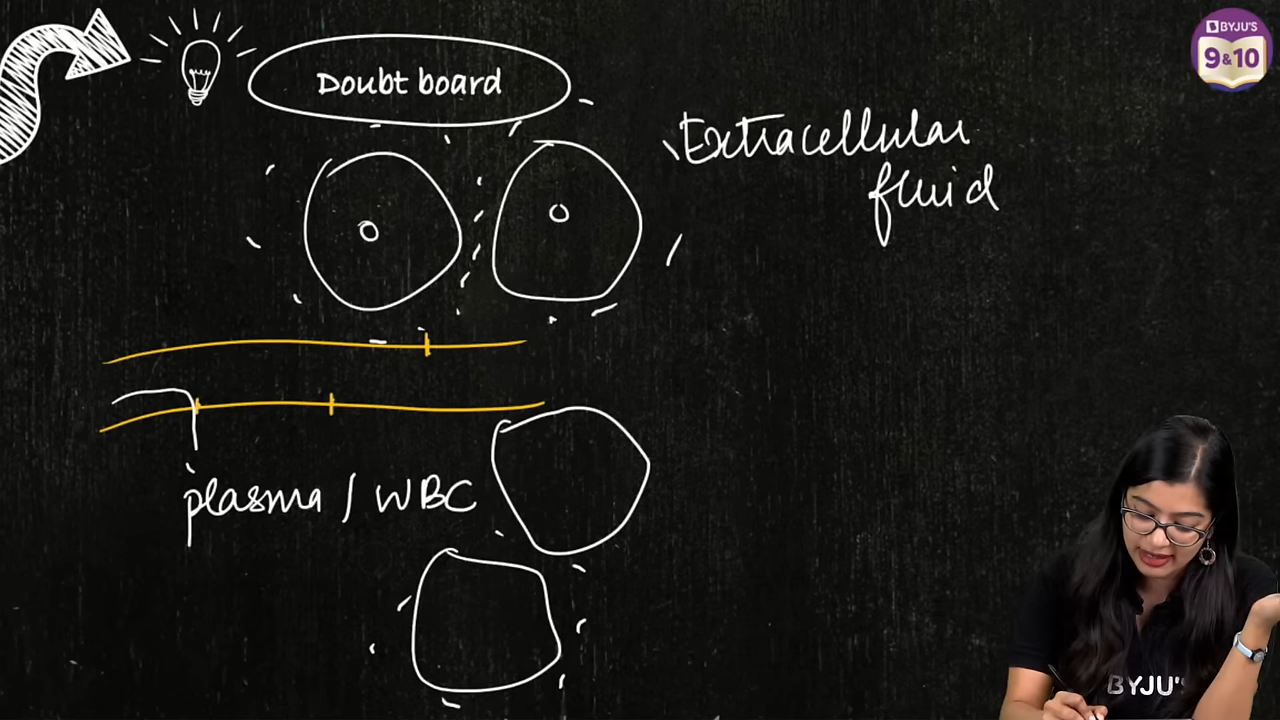 Doubt board
BYJU'S
9&10
Extracellular
fluid
plasma / WBC
BYJU'S